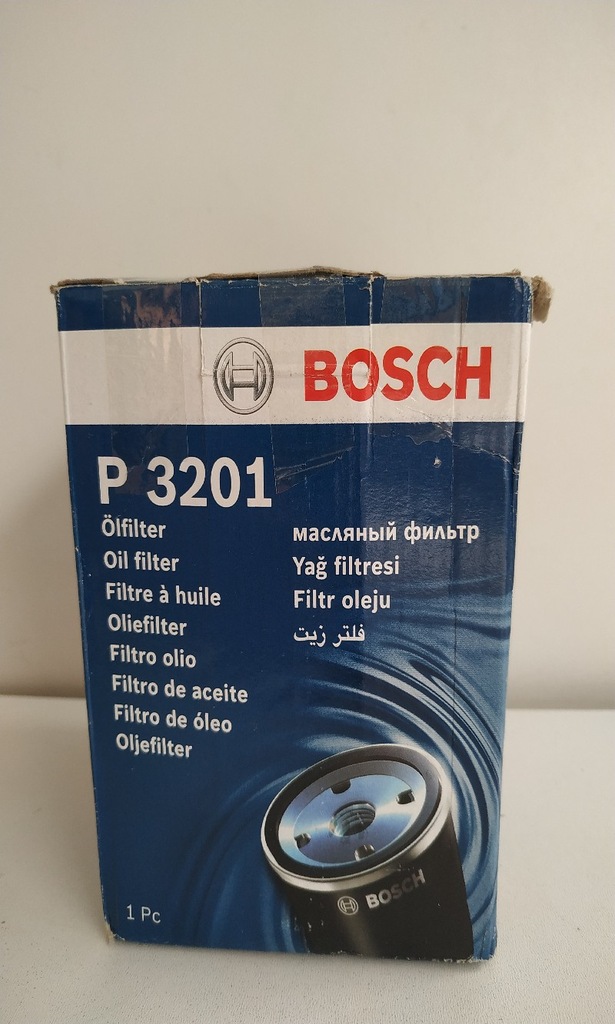 BOSCH
P 3201
Ölfilter
Oil filter
Filtre à huile
Oliefilter
Filtro olio
Filtro de aceite
Filtro de óleo
Oljefilter
масляный фильтр
Yağ filtresi
Filtr oleju
فلتر زيت
BOSCH
1 Pc